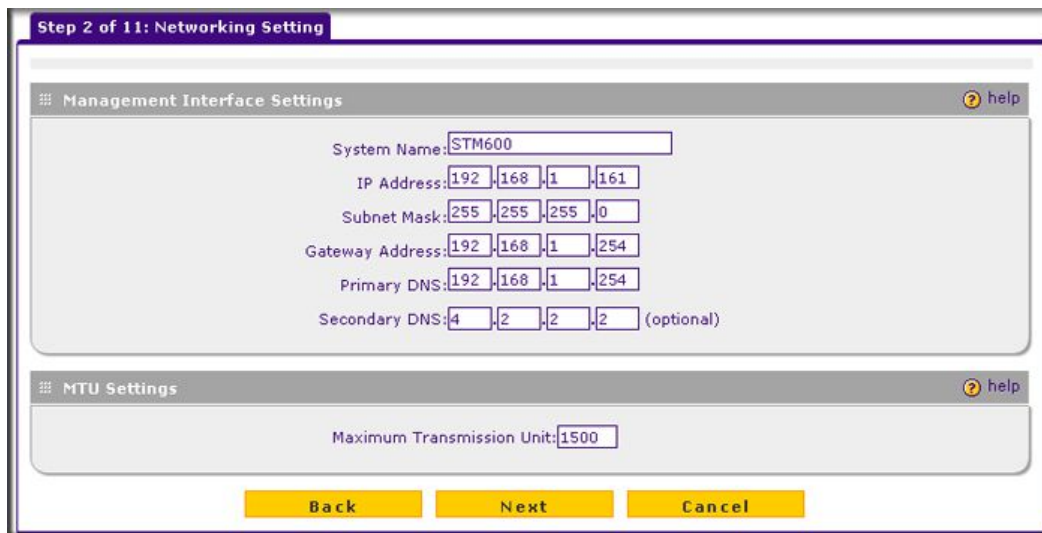 Step 2 of 11: Networking Setting
Management Interface Settings
help
System Name: STM600
IP Address: 192 . 168 . 1 . 161
Subnet Mask: 255 . 255 . 255 . 0
Gateway Address: 192 . 168 . 1 . 254
Primary DNS: 192 . 168 . 1 . 254
Secondary DNS: 4 . 2 . 2 . 2 (optional)
MTU Settings
help
Maximum Transmission Unit: 1500
Back Next Cancel